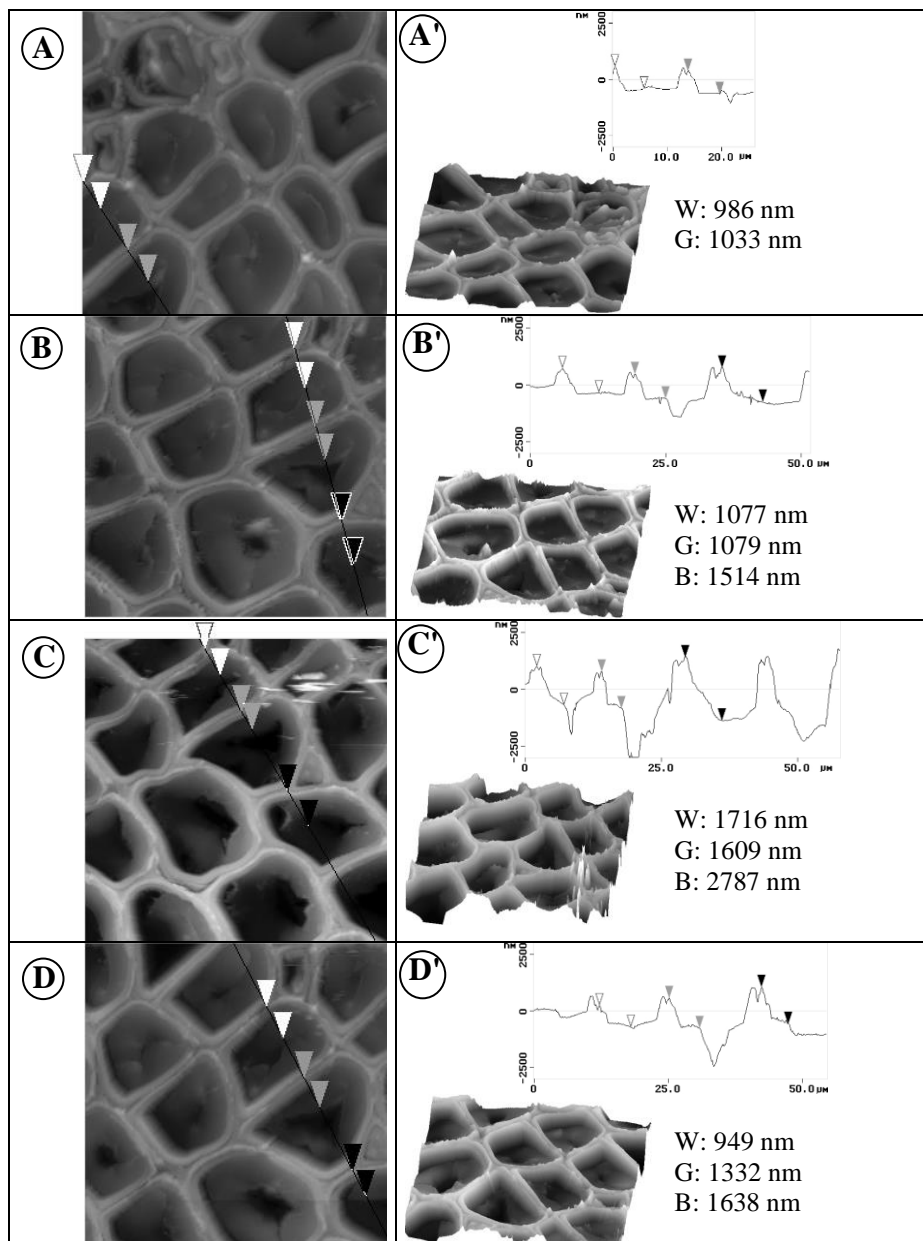 A
A'
nM
2500
0
-2500
0
10.0
20.0 µM
W: 986 nm
G: 1033 nm
B
B'
nM
2500
0
-2500
0
25.0
50.0 µM
W: 1077 nm
G: 1079 nm
B: 1514 nm
C
C'
nM
2500
0
-2500
0
25.0
50.0 µM
W: 1716 nm
G: 1609 nm
B: 2787 nm
D
D'
nM
2500
0
-2500
0
25.0
50.0 µM
W: 949 nm
G: 1332 nm
B: 1638 nm